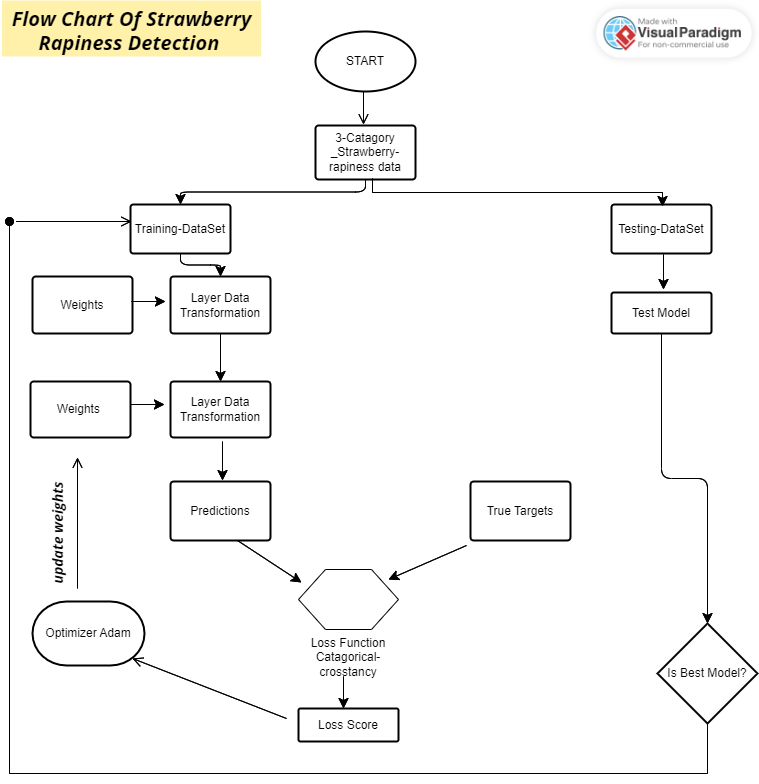 Flow Chart Of Strawberry
Rapiness Detection
Made with
VisualParadigm
For non-commercial use
START
3-Catagory
_Strawberry-
rapiness data
Training-DataSet
Testing-DataSet
Weights
Layer Data
Transformation
Test Model
Weights
Layer Data
Transformation
update weights
Predictions
True Targets
Optimizer Adam
Loss Function
Catagorical-
crosstancy
Is Best Model?
Loss Score